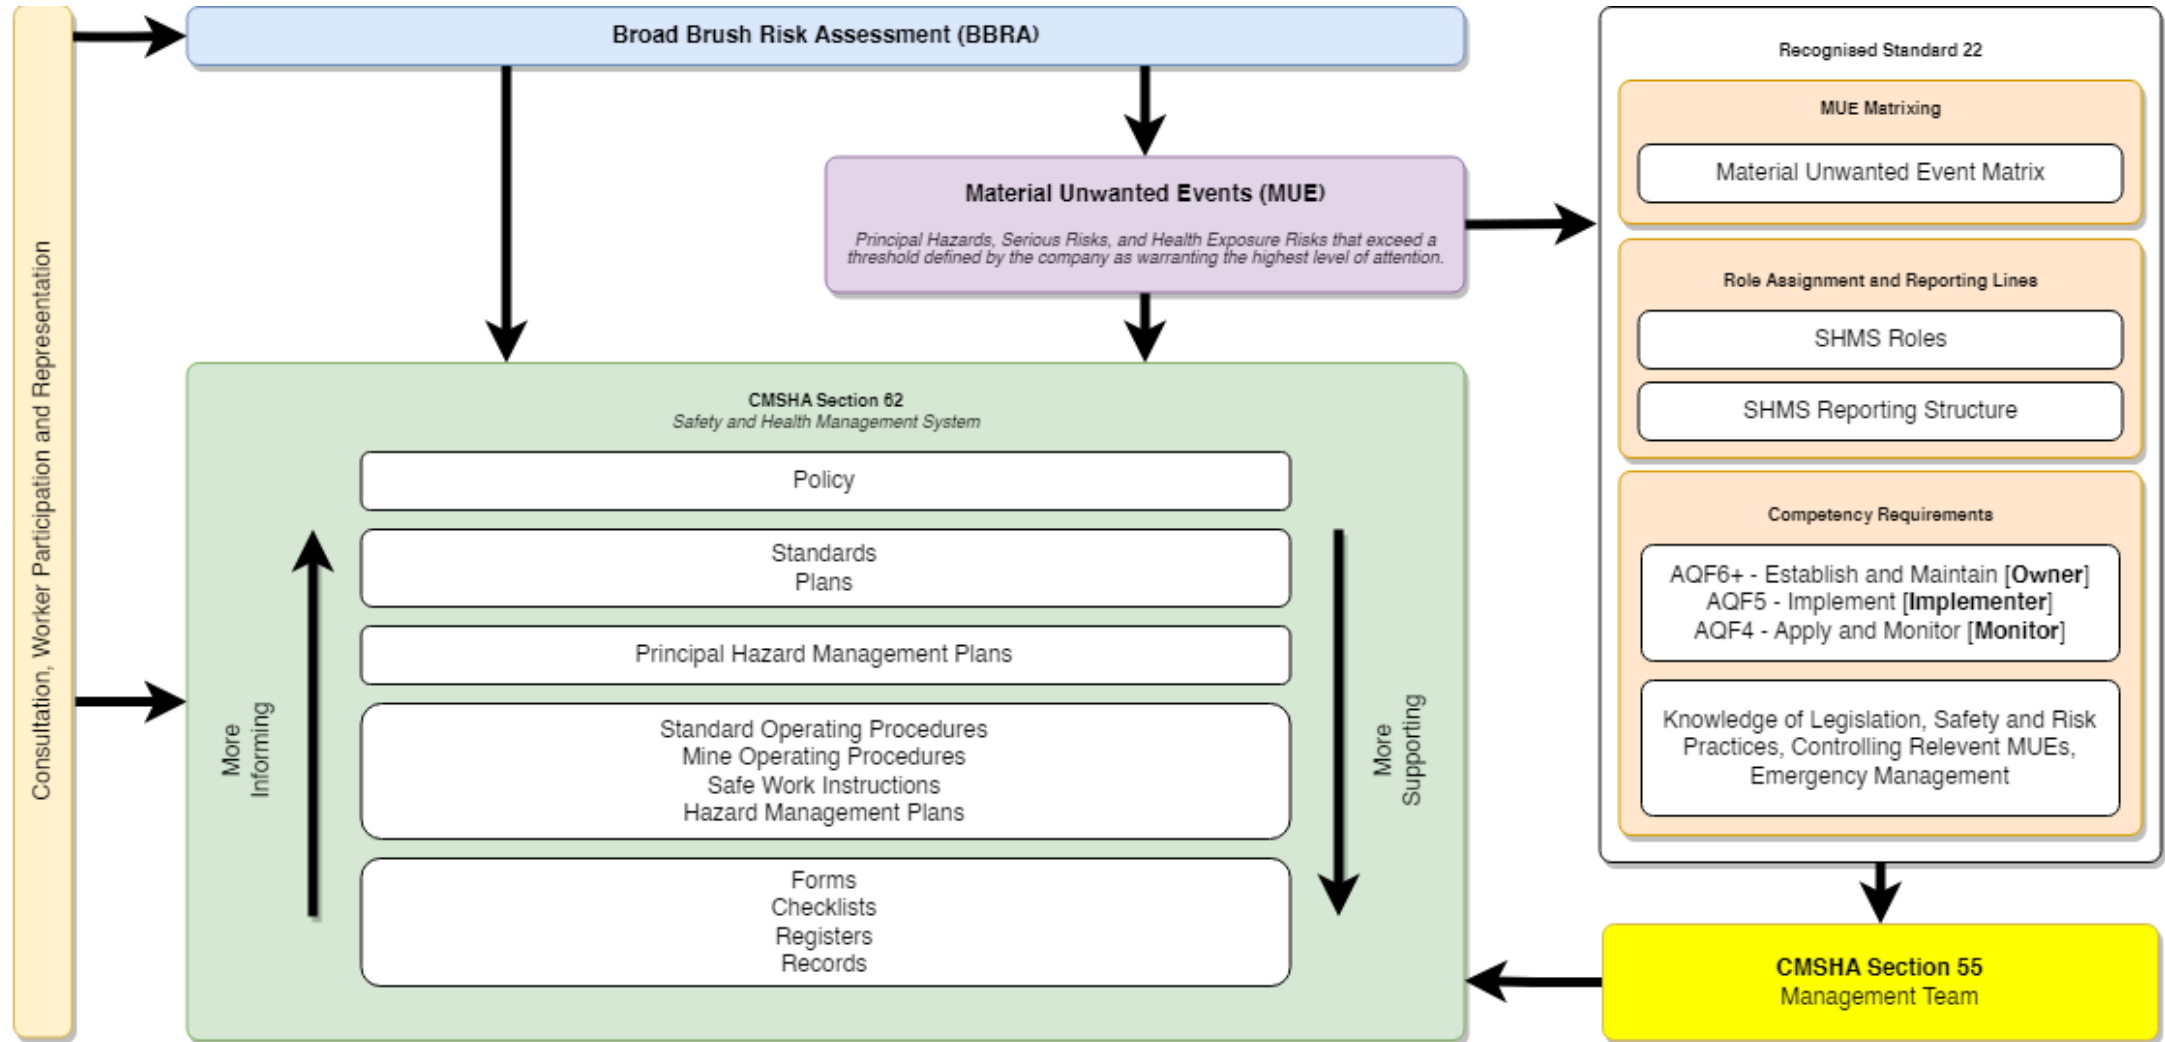 Consultation, Worker Participation and Representation
Broad Brush Risk Assessment (BBRA)
Material Unwanted Events (MUE)
Principal Hazards, Serious Risks, and Health Exposure Risks that exceed a
threshold defined by the company as warranting the highest level of attention.
CMSHA Section 62
Safety and Health Management System
Policy
Standards
Plans
Principal Hazard Management Plans
Standard Operating Procedures
Mine Operating Procedures
Safe Work Instructions
Hazard Management Plans
Forms
Checklists
Registers
Records
More
Informing
More
Supporting
Recognised Standard 22
MUE Matrixing
Material Unwanted Event Matrix
Role Assignment and Reporting Lines
SHMS Roles
SHMS Reporting Structure
Competency Requirements
AQF6+ - Establish and Maintain [Owner]
AQF5 - Implement [Implementer]
AQF4 - Apply and Monitor [Monitor]
Knowledge of Legislation, Safety and Risk
Practices, Controlling Relevent MUEs,
Emergency Management
CMSHA Section 55
Management Team